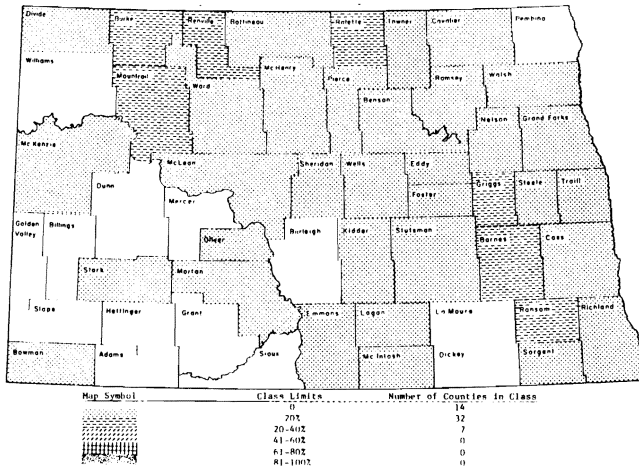 Divide Burke Renville Bottineau Rolette Towner Cavalier Pembina
Williams Mountrail Ward McHenry Pierce Ramsey Walsh
Benson Nelson Grand Forks
McKenzie McLean Sheridan Wells Eddy Griggs Steele Traill
Dunn Mercer Foster
Golden Valley Billings Oliver Burleigh Kidder Stutsman Barnes Cass
Stark Morton
Slope Hettinger Grant Emmons Logan La Moure Ransom Richland
Bowman Adams Sioux McIntosh Dickey Sargent
Map Symbol Class Limits Number of Counties in Class
0 14
20% 32
20-40% 7
41-60% 0
61-80% 0
81-100% 0